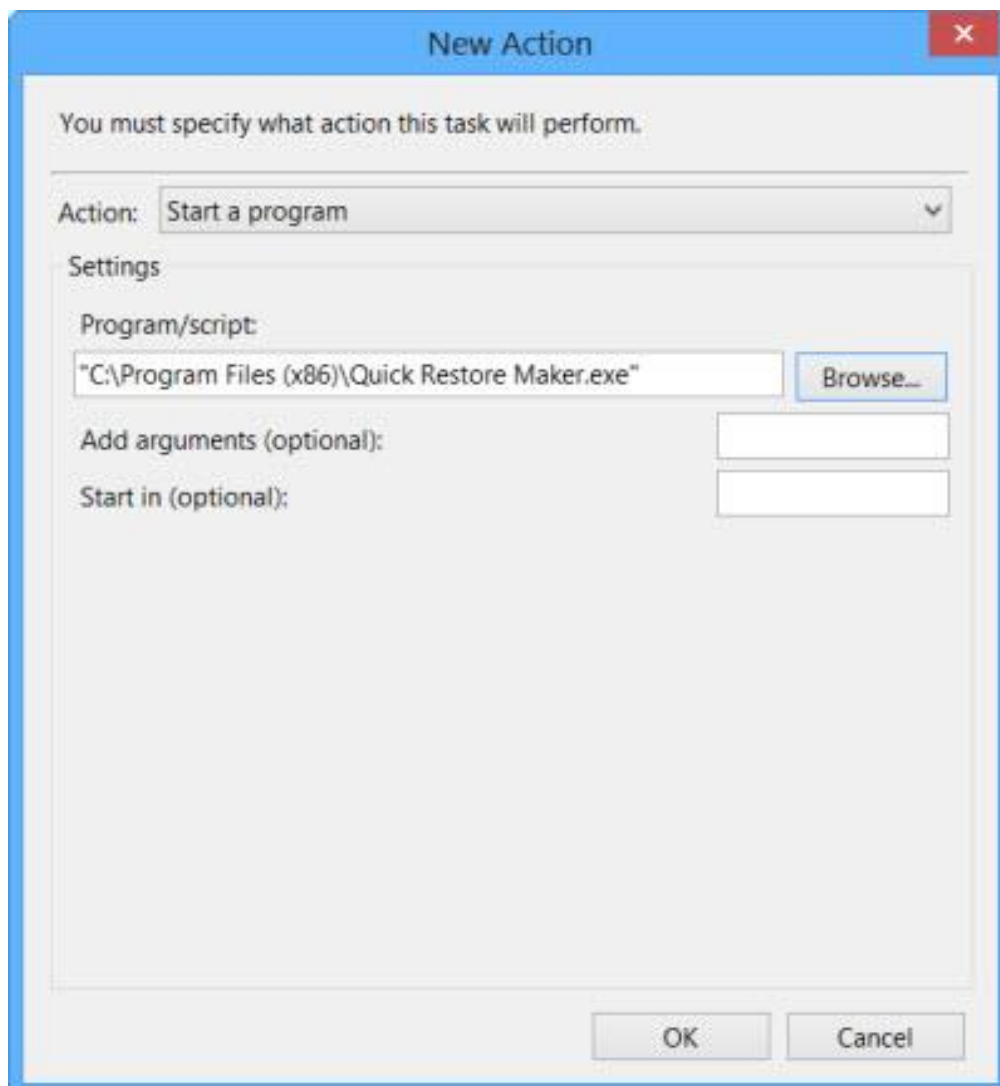 New Action
You must specify what action this task will perform.
Action: Start a program
Settings
Program/script:
"C:\Program Files (x86)\Quick Restore Maker.exe" Browse...
Add arguments (optional):
Start in (optional):
OK Cancel